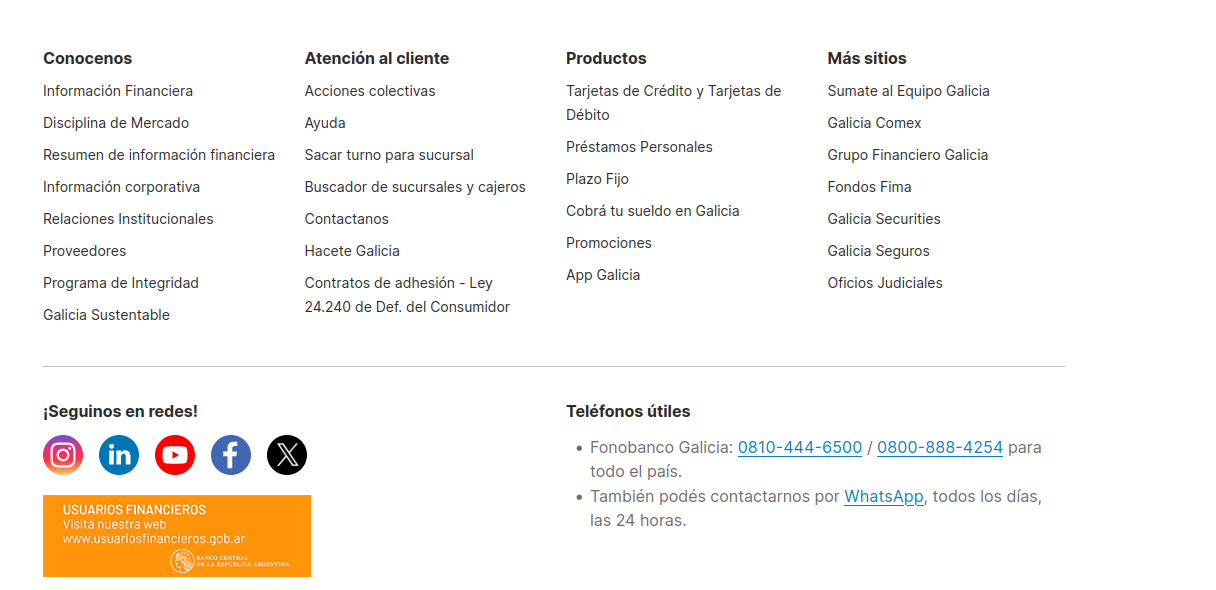 Conocenos
Información Financiera
Disciplina de Mercado
Resumen de información financiera
Información corporativa
Relaciones Institucionales
Proveedores
Programa de Integridad
Galicia Sustentable
Atención al cliente
Acciones colectivas
Ayuda
Sacar turno para sucursal
Buscador de sucursales y cajeros
Contactanos
Hacete Galicia
Contratos de adhesión - Ley
24.240 de Def. del Consumidor
Productos
Tarjetas de Crédito y Tarjetas de
Débito
Préstamos Personales
Plazo Fijo
Cobrá tu sueldo en Galicia
Promociones
App Galicia
Más sitios
Sumate al Equipo Galicia
Galicia Comex
Grupo Financiero Galicia
Fondos Fima
Galicia Securities
Galicia Seguros
Oficios Judiciales
¡Seguinos en redes!
USUARIOS FINANCIEROS
Visitá nuestra web
www.usuariosfinancieros.gob.ar
BANCO CENTRAL
DE LA REPÚBLICA ARGENTINA
Teléfonos útiles
• Fonobanco Galicia: 0810-444-6500 / 0800-888-4254 para
todo el país.
• También podés contactarnos por WhatsApp, todos los días,
las 24 horas.